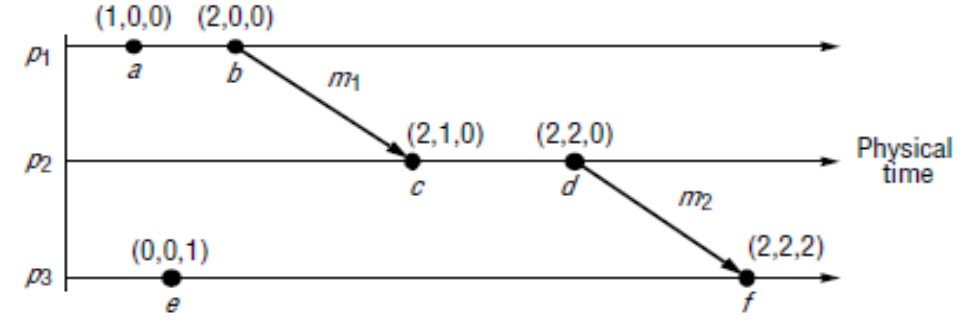 (1,0,0) (2,0,0)
p1
a b m1
(2,1,0) (2,2,0)
p2 Physical
time
c d m2
(0,0,1) (2,2,2)
p3
e f